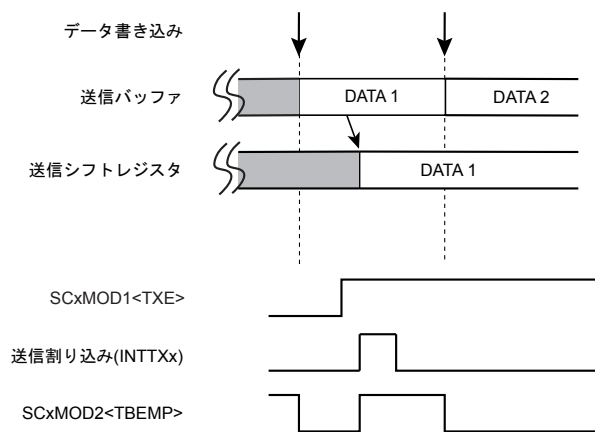 データ書き込み
送信バッファ
DATA 1
DATA 2
送信シフトレジスタ
DATA 1
SCxMOD1<TXE>
送信割り込み(INTTXx)
SCxMOD2<TBEMP>